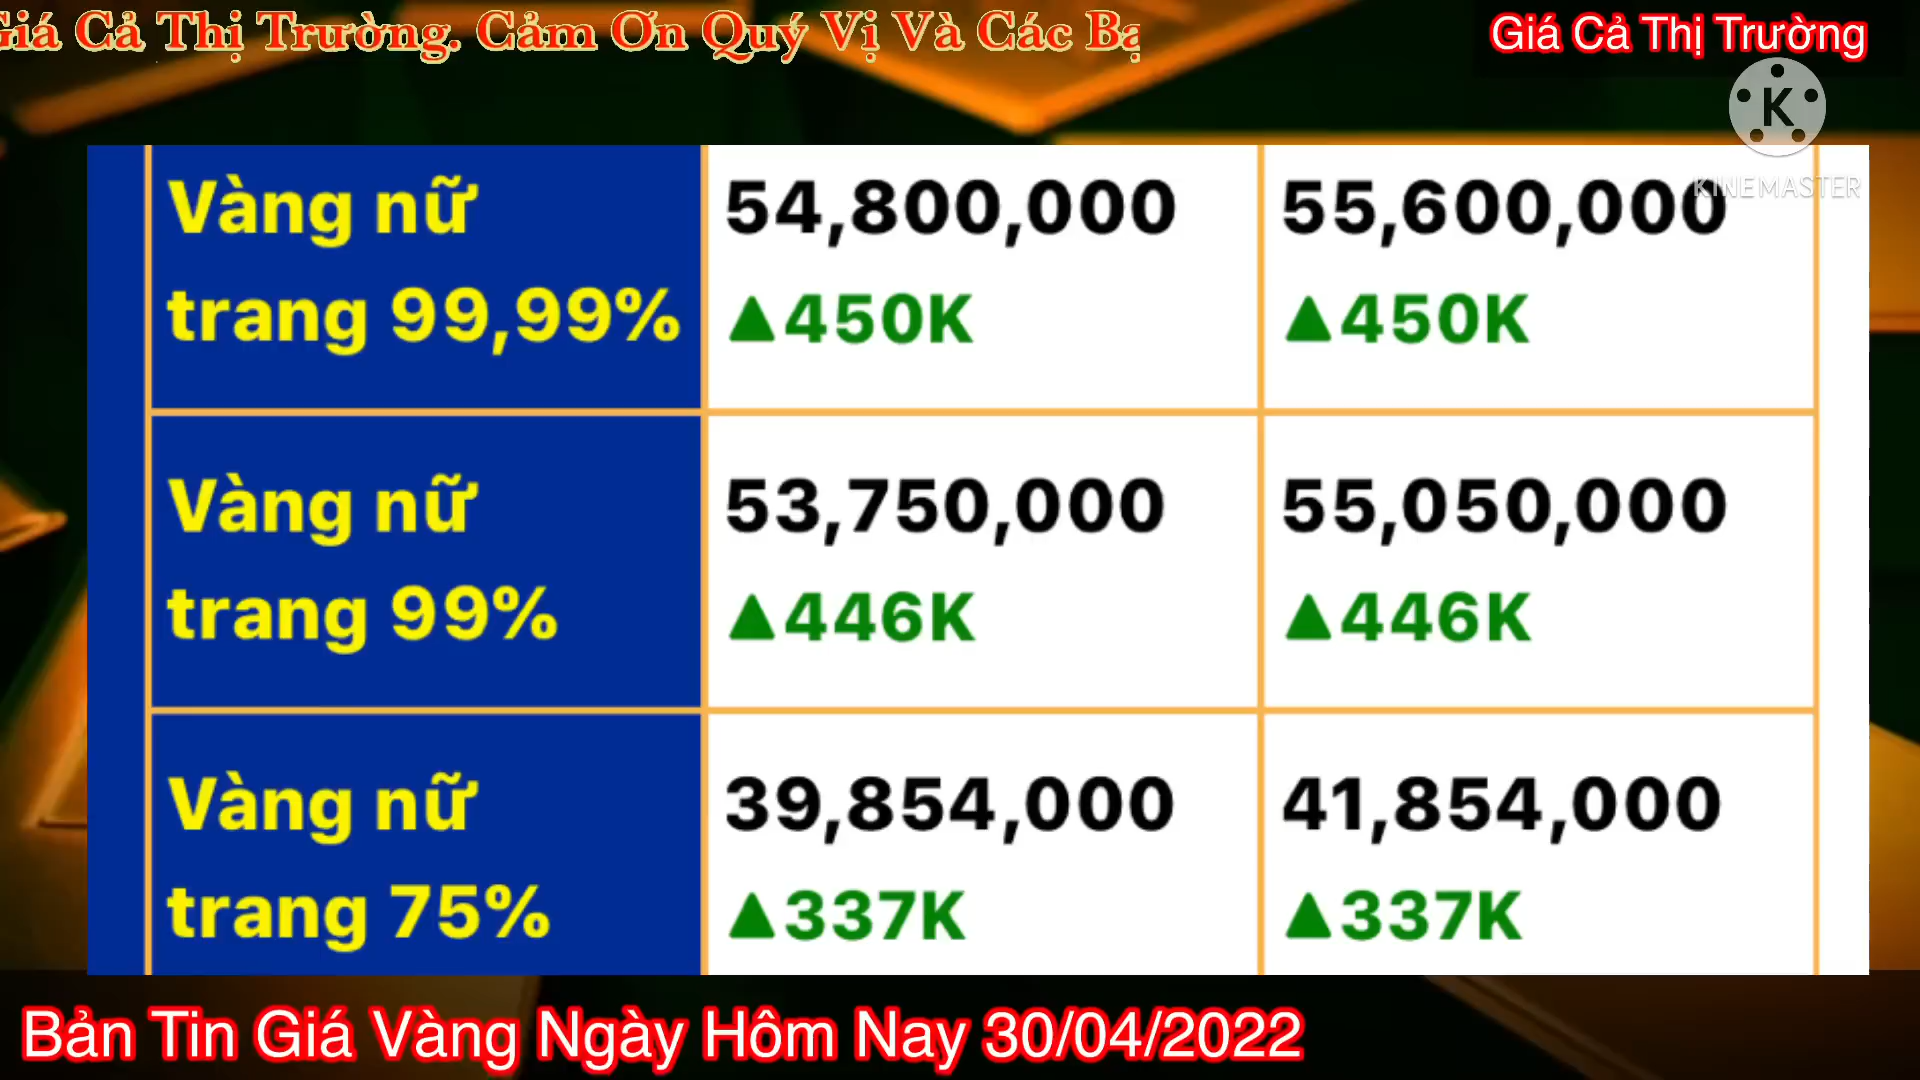 Giá Cả Thị Trường. Cảm Ơn Quý Vị Và Các Bạ
Giá Cả Thị Trường
K
KINEMASTER
Vàng nữ 54,800,000 55,600,000
trang 99,99% ▲450K ▲450K
Vàng nữ 53,750,000 55,050,000
trang 99% ▲446K ▲446K
Vàng nữ 39,854,000 41,854,000
trang 75% ▲337K ▲337K
Bản Tin Giá Vàng Ngày Hôm Nay 30/04/2022